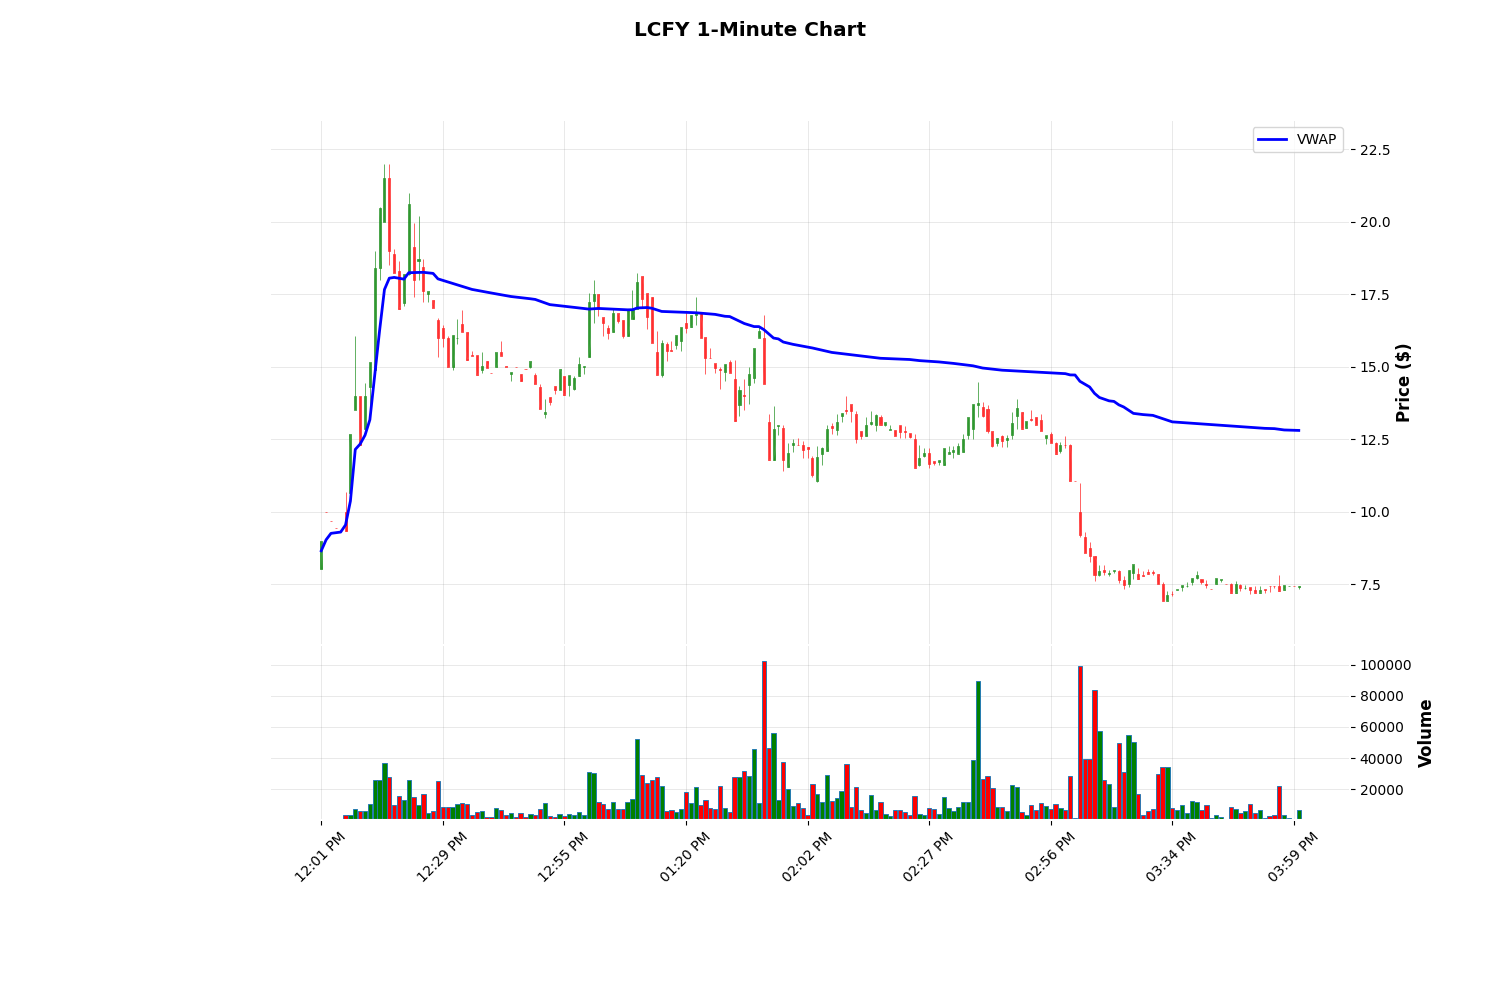 LCFY 1-Minute Chart
VWAP
22.5
20.0
17.5
15.0
12.5
10.0
7.5
Price ($)
100000
80000
60000
40000
20000
Volume
12:01 PM
12:29 PM
12:55 PM
01:20 PM
02:02 PM
02:27 PM
02:56 PM
03:34 PM
03:59 PM